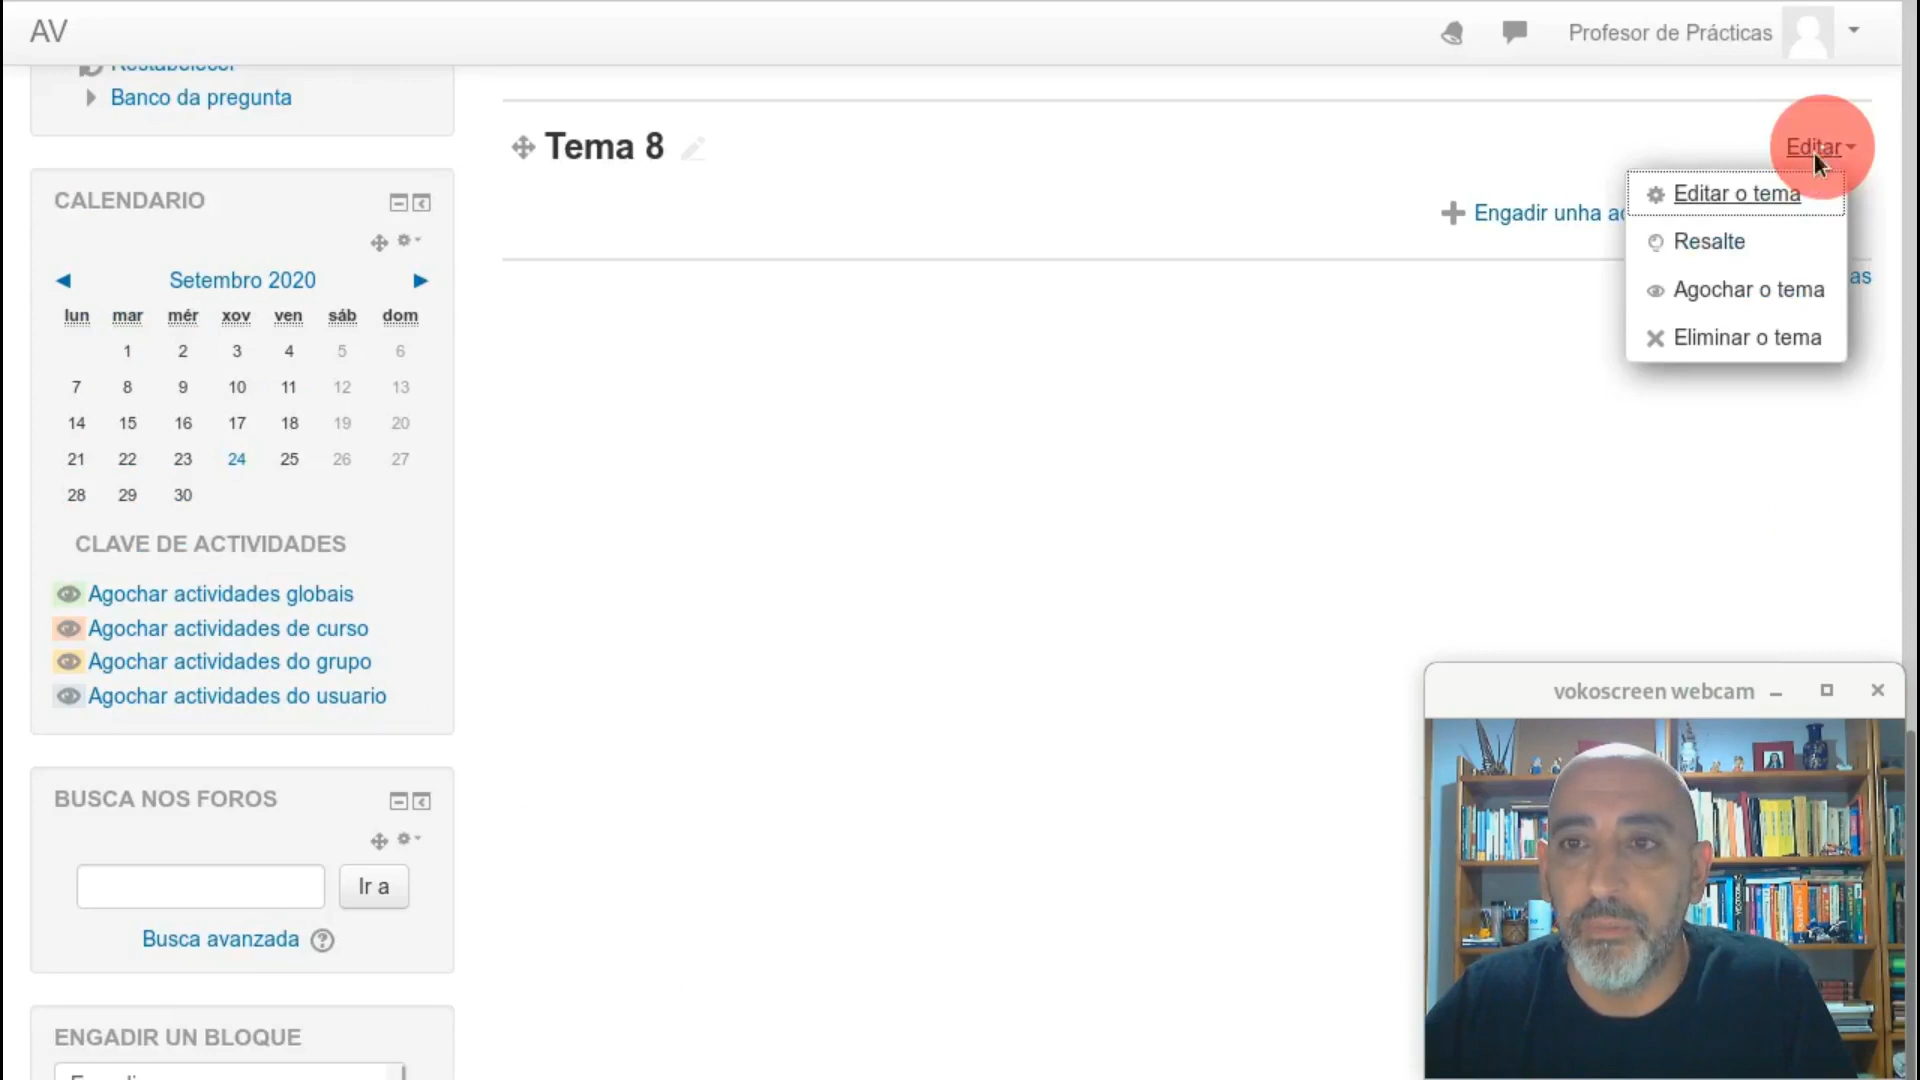 AV
Profesor de Prácticas
Restabelecer
Banco da pregunta
Tema 8
Editar
Editar o tema
Resalte
Agochar o tema
Eliminar o tema
Engadir unha
as
CALENDARIO
Setembro 2020
lun mar mér xov ven sáb dom
1 2 3 4 5 6
7 8 9 10 11 12 13
14 15 16 17 18 19 20
21 22 23 24 25 26 27
28 29 30
CLAVE DE ACTIVIDADES
Agochar actividades globais
Agochar actividades de curso
Agochar actividades do grupo
Agochar actividades do usuario
BUSCA NOS FOROS
Ir a
Busca avanzada
ENGADIR UN BLOQUE
vokoscreen webcam